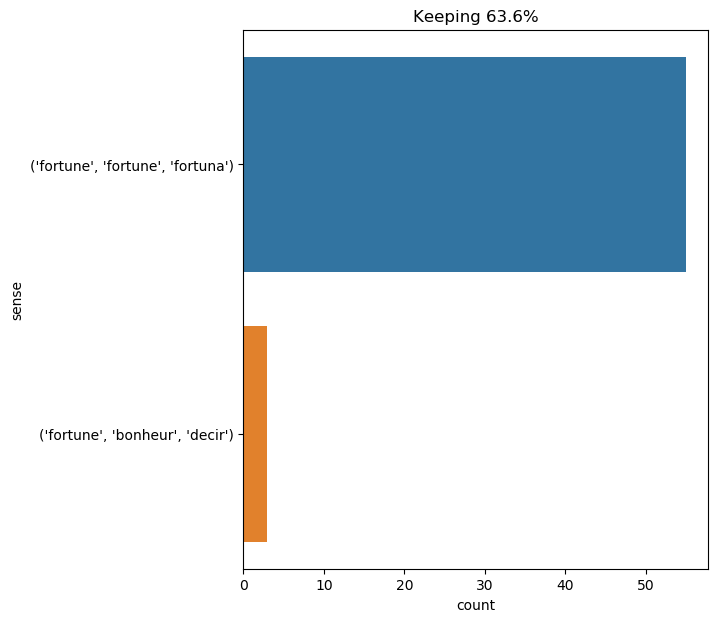 Keeping 63.6%
('fortune', 'fortune', 'fortuna')
sense
('fortune', 'bonheur', 'decir')
0 10 20 30 40 50
count